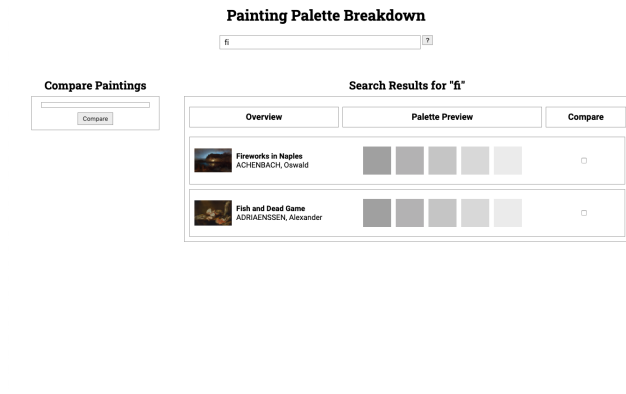 Painting Palette Breakdown
fi
?
Compare Paintings
Compare
Search Results for "fi"
Overview
Palette Preview
Compare
Fireworks in Naples
ACHENBACH, Oswald
Fish and Dead Game
ADRIAENSSEN, Alexander